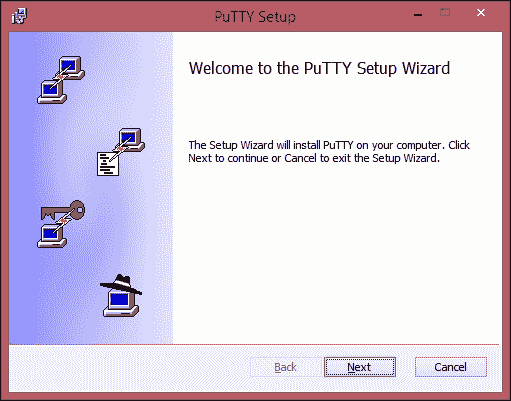 PuTTY Setup
Welcome to the PuTTY Setup Wizard
The Setup Wizard will install PuTTY on your computer. Click
Next to continue or Cancel to exit the Setup Wizard.
Back Next Cancel